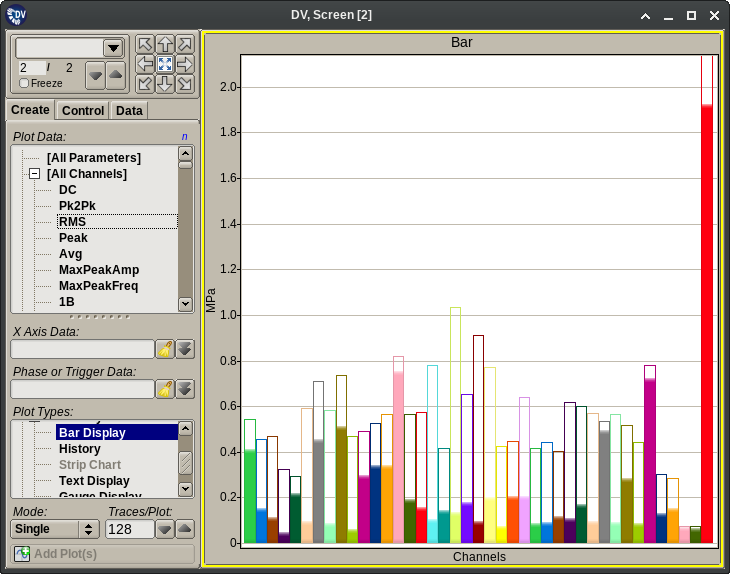 DV
DV, Screen [2]
2 / 2
Freeze
Create Control Data
Plot Data: n
[All Parameters]
[All Channels]
DC
Pk2Pk
RMS
Peak
Avg
MaxPeakAmp
MaxPeakFreq
1B
X Axis Data:
Phase or Trigger Data:
Plot Types:
Bar Display
History
Strip Chart
Text Display
Gauge Display
Mode: Traces/Plot:
Single 128
Add Plot(s)
Bar
2.0
1.8
1.6
1.4
1.2
1.0
0.8
0.6
0.4
0.2
0
MPa
Channels